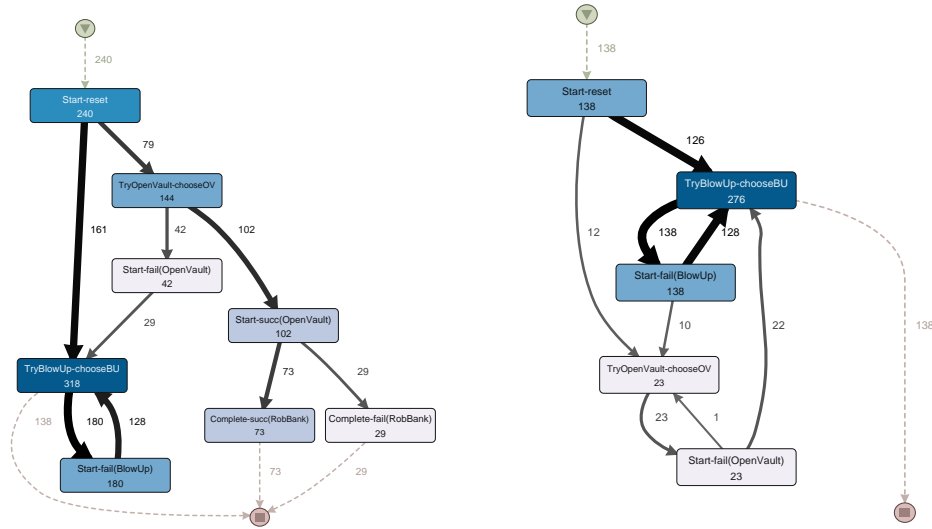 240
Start-reset
240
79
TryOpenVault-chooseOV
144
161
42
102
Start-fail(OpenVault)
42
29
Start-succ(OpenVault)
102
TryBlowUp-chooseBU
318
73
29
138
180
128
Complete-succ(RobBank)
73
Complete-fail(RobBank)
29
Start-fail(BlowUp)
180
73
29
138
Start-reset
138
126
TryBlowUp-chooseBU
276
12
138
128
Start-fail(BlowUp)
138
10
22
138
TryOpenVault-chooseOV
23
23
1
Start-fail(OpenVault)
23